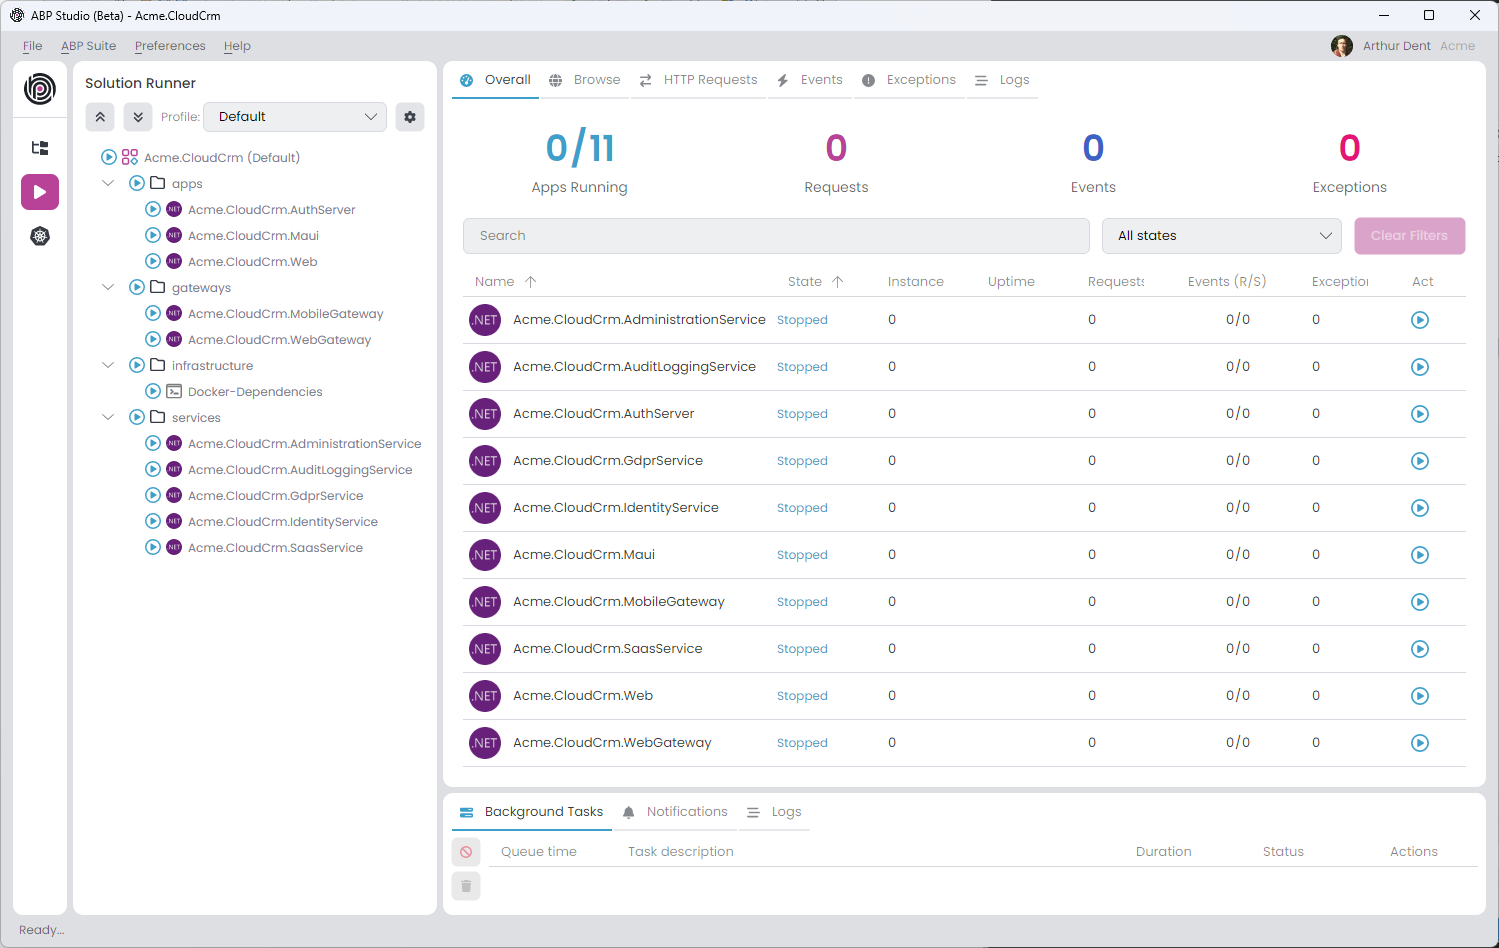 ABP Studio (Beta) - Acme.CloudCrm
File ABP Suite Preferences Help
Arthur Dent Acme
Solution Runner
Profile: Default
Acme.CloudCrm (Default)
apps
Acme.CloudCrm.AuthServer
Acme.CloudCrm.Maui
Acme.CloudCrm.Web
gateways
Acme.CloudCrm.MobileGateway
Acme.CloudCrm.WebGateway
infrastructure
Docker-Dependencies
services
Acme.CloudCrm.AdministrationService
Acme.CloudCrm.AuditLoggingService
Acme.CloudCrm.GdprService
Acme.CloudCrm.IdentityService
Acme.CloudCrm.SaasService
Overall Browse HTTP Requests Events Exceptions Logs
0/11 0 0 0
Apps Running Requests Events Exceptions
Search All states Clear Filters
Name State Instance Uptime Requests Events (R/S) Exception Act
.NET Acme.CloudCrm.AdministrationService Stopped 0 0 0/0 0
.NET Acme.CloudCrm.AuditLoggingService Stopped 0 0 0/0 0
.NET Acme.CloudCrm.AuthServer Stopped 0 0 0/0 0
.NET Acme.CloudCrm.GdprService Stopped 0 0 0/0 0
.NET Acme.CloudCrm.IdentityService Stopped 0 0 0/0 0
.NET Acme.CloudCrm.Maui Stopped 0 0 0/0 0
.NET Acme.CloudCrm.MobileGateway Stopped 0 0 0/0 0
.NET Acme.CloudCrm.SaasService Stopped 0 0 0/0 0
.NET Acme.CloudCrm.Web Stopped 0 0 0/0 0
.NET Acme.CloudCrm.WebGateway Stopped 0 0 0/0 0
Background Tasks Notifications Logs
Queue time Task description Duration Status Actions
Ready...